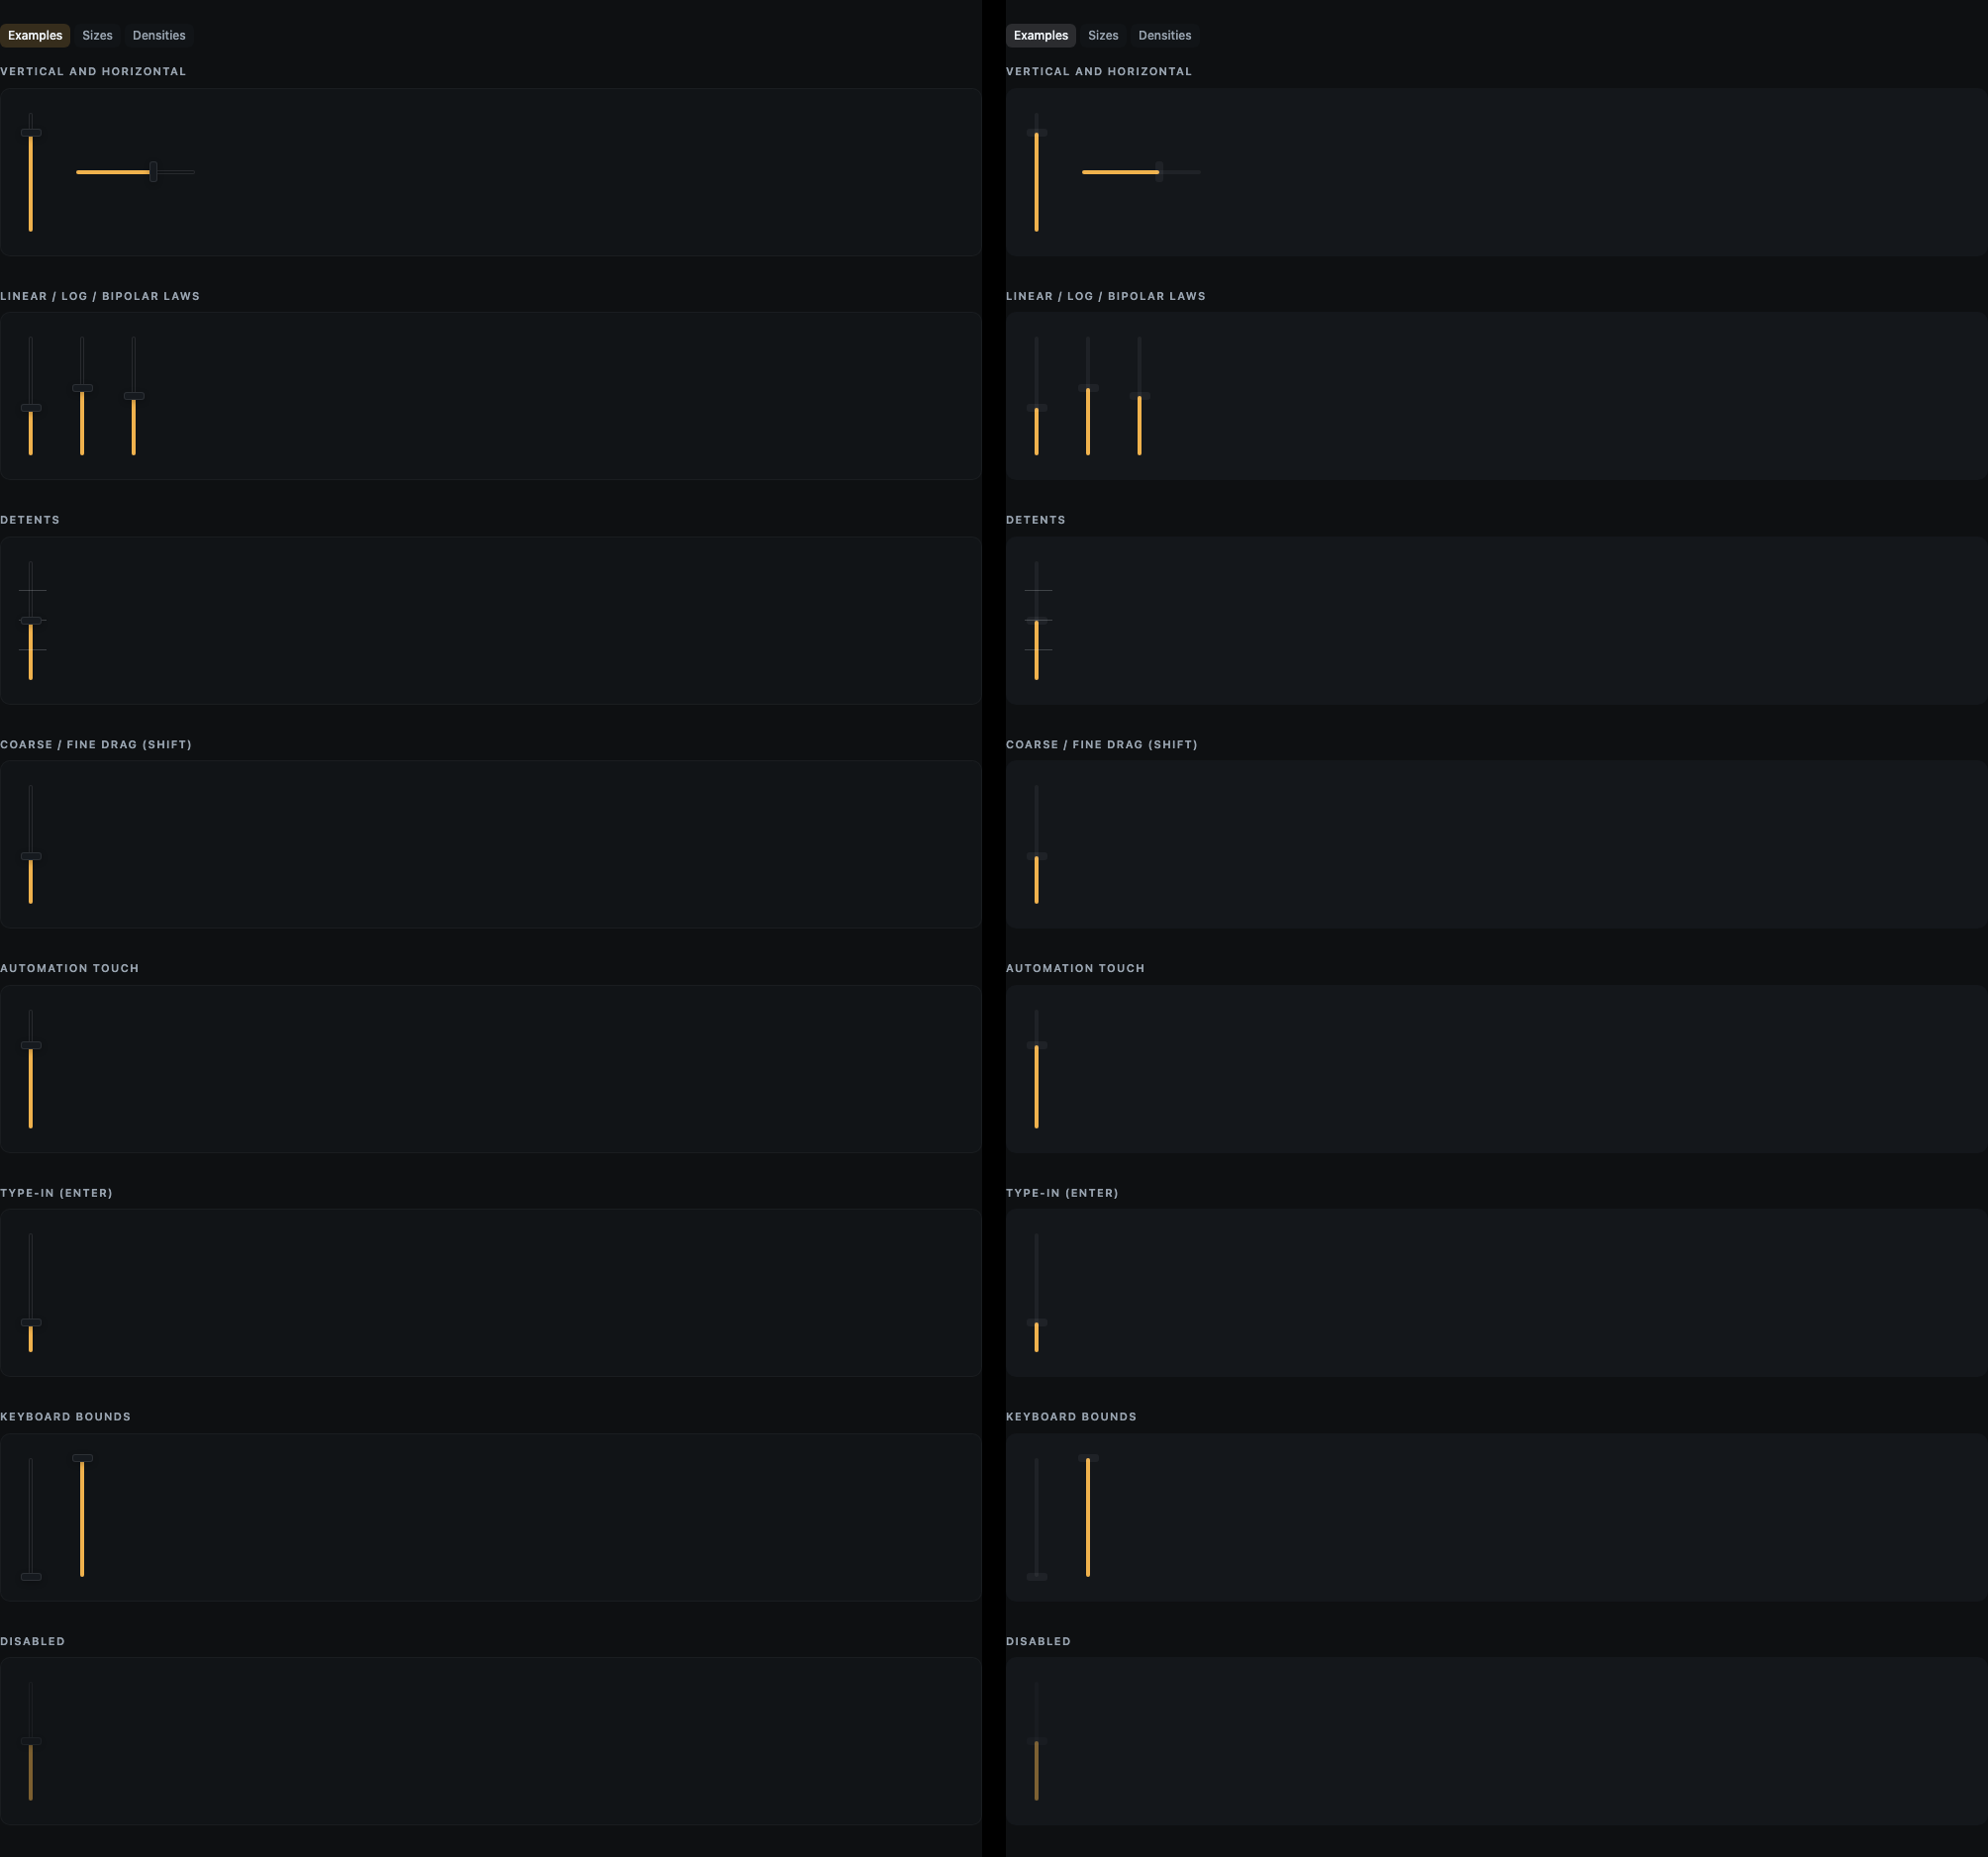 Examples Sizes Densities
VERTICAL AND HORIZONTAL
LINEAR / LOG / BIPOLAR LAWS
DETENTS
COARSE / FINE DRAG (SHIFT)
AUTOMATION TOUCH
TYPE-IN (ENTER)
KEYBOARD BOUNDS
DISABLED
Examples Sizes Densities
VERTICAL AND HORIZONTAL
LINEAR / LOG / BIPOLAR LAWS
DETENTS
COARSE / FINE DRAG (SHIFT)
AUTOMATION TOUCH
TYPE-IN (ENTER)
KEYBOARD BOUNDS
DISABLED